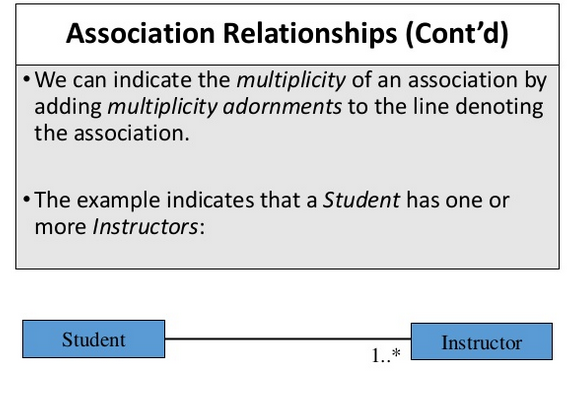 Association Relationships (Cont’d)
• We can indicate the multiplicity of an association by
adding multiplicity adornments to the line denoting
the association.
• The example indicates that a Student has one or
more Instructors:
Student
1..*
Instructor